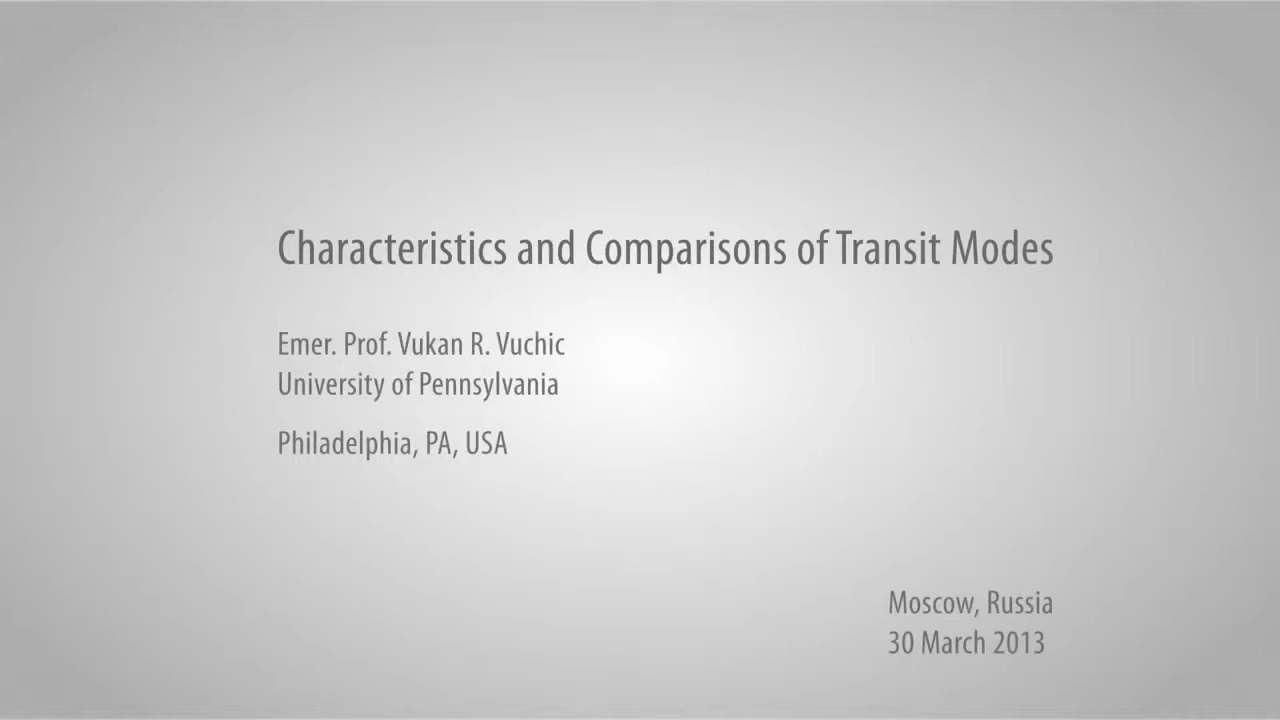 Characteristics and Comparisons of Transit Modes
Emer. Prof. Vukan R. Vuchic
University of Pennsylvania
Philadelphia, PA, USA
Moscow, Russia
30 March 2013